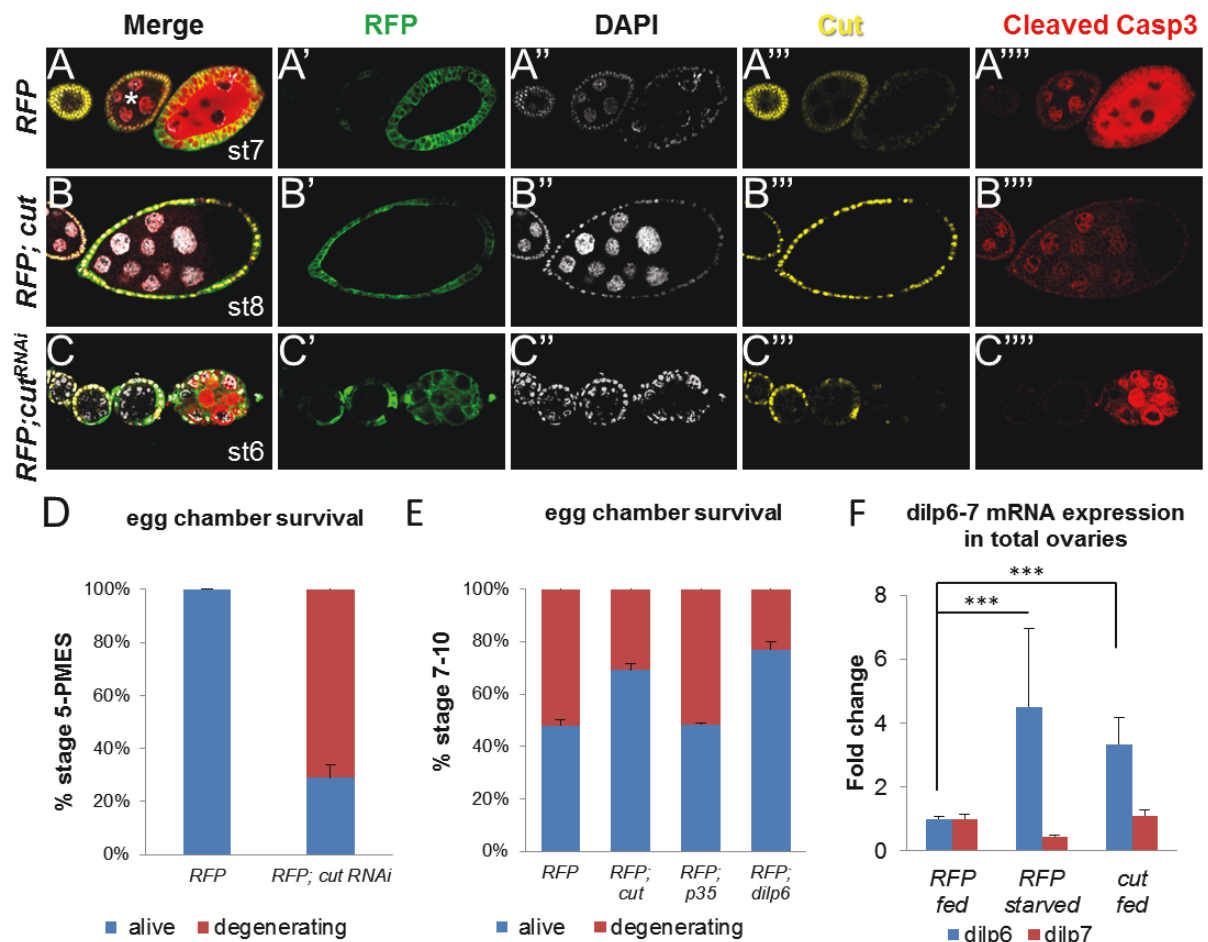 Merge RFP DAPI Cut Cleaved Casp3
RFP
A A' A'' A''' A''''
* st7
RFP; cut
B B' B'' B''' B''''
st8
RFP;cutRNAi
C C' C'' C''' C''''
st6
D egg chamber survival
% stage 5-PMES
100%
80%
60%
40%
20%
0%
RFP RFP; cut RNAi
alive degenerating
E egg chamber survival
% stage 7-10
100%
80%
60%
40%
20%
0%
RFP RFP; cut RFP; p35 RFP; dilp6
alive degenerating
F dilp6-7 mRNA expression
in total ovaries
Fold change
8
6
4
2
0
***
***
RFP fed RFP starved cut fed
dilp6 dilp7